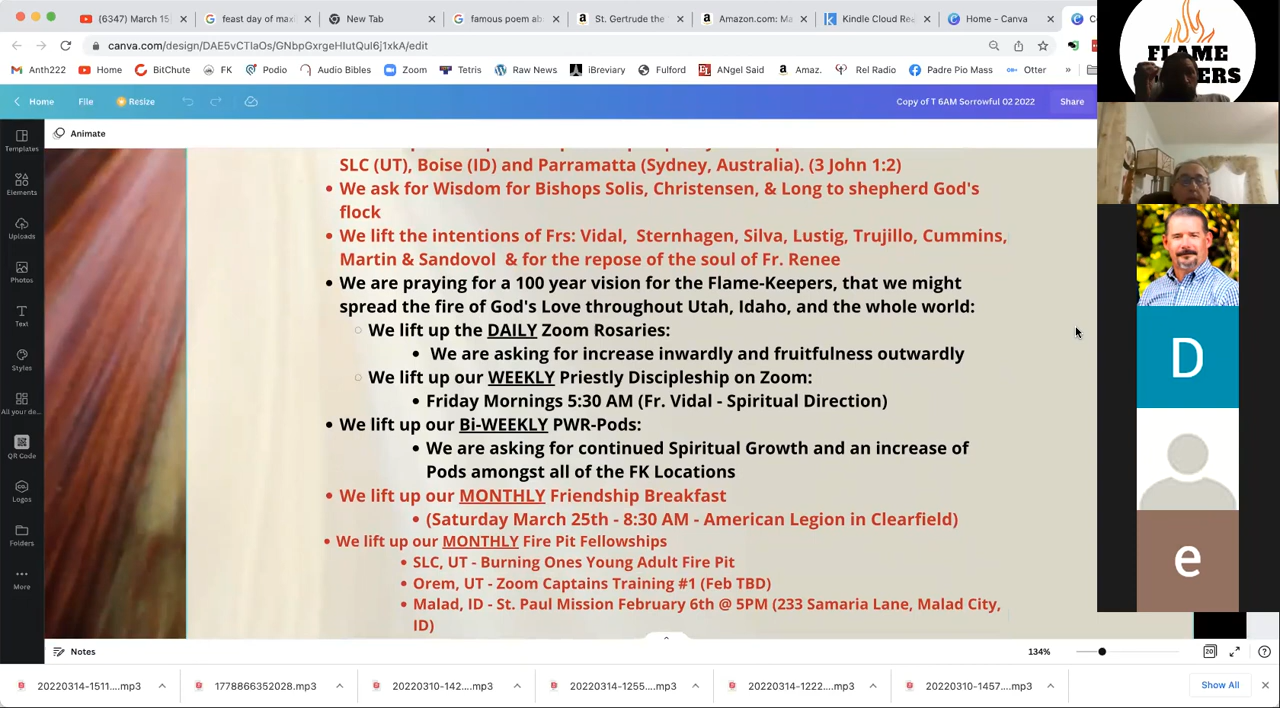 (6347) March 15
feast day of max
New Tab
famous poem ab
St. Gertrude the
Amazon.com: Ma
Kindle Cloud Rea
Home - Canva
canva.com/design/DAE5vCTlaOs/GNbpGxrgeHIutQuI6j1xkA/edit
Anth222 Home BitChute FK Podio Audio Bibles Zoom Tetris Raw News iBreviary Fulford ANgel Said Amaz. Rel Radio Padre Pio Mass Otter »
Home File Resize Copy of T 6AM Sorrowful 02 2022 Share
Animate
Templates
Elements
Uploads
Photos
Text
Styles
All your de...
QR Code
Logos
Folders
More
SLC (UT), Boise (ID) and Parramatta (Sydney, Australia). (3 John 1:2)
• We ask for Wisdom for Bishops Solis, Christensen, & Long to shepherd God's
flock
• We lift the intentions of Frs: Vidal, Sternhagen, Silva, Lustig, Trujillo, Cummins,
Martin & Sandovol & for the repose of the soul of Fr. Renee
• We are praying for a 100 year vision for the Flame-Keepers, that we might
spread the fire of God's Love throughout Utah, Idaho, and the whole world:
○ We lift up the DAILY Zoom Rosaries:
• We are asking for increase inwardly and fruitfulness outwardly
○ We lift up our WEEKLY Priestly Discipleship on Zoom:
• Friday Mornings 5:30 AM (Fr. Vidal - Spiritual Direction)
• We lift up our Bi-WEEKLY PWR-Pods:
• We are asking for continued Spiritual Growth and an increase of
Pods amongst all of the FK Locations
• We lift up our MONTHLY Friendship Breakfast
• (Saturday March 25th - 8:30 AM - American Legion in Clearfield)
• We lift up our MONTHLY Fire Pit Fellowships
• SLC, UT - Burning Ones Young Adult Fire Pit
• Orem, UT - Zoom Captains Training #1 (Feb TBD)
• Malad, ID - St. Paul Mission February 6th @ 5PM (233 Samaria Lane, Malad City,
ID)
FLAME
D
e
Notes 134% 20
20220314-1511....mp3
1778866352028.mp3
20220310-142....mp3
20220314-1255....mp3
20220314-1222....mp3
20220310-1457....mp3
Show All